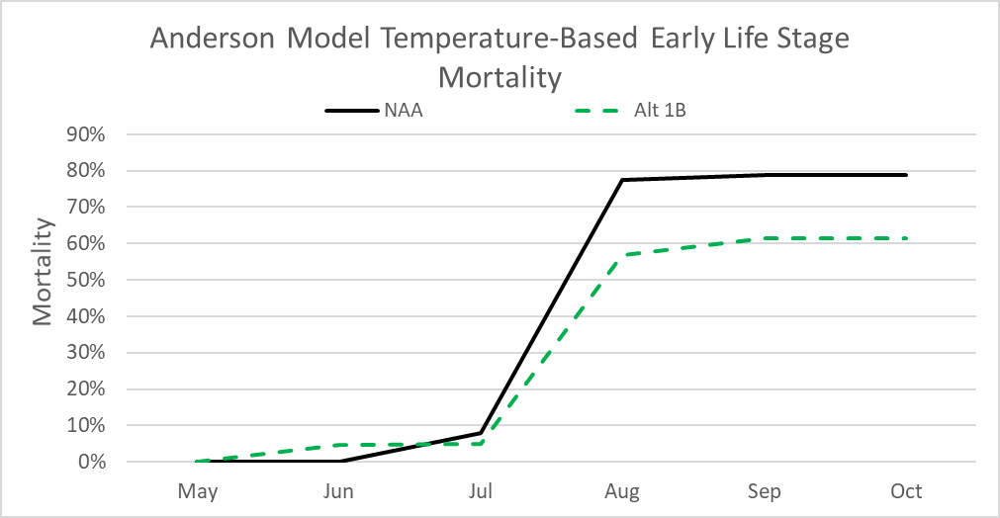 Anderson Model Temperature-Based Early Life Stage
Mortality
NAA
Alt 1B
90%
80%
70%
60%
50%
40%
30%
20%
10%
0%
Mortality
May
Jun
Jul
Aug
Sep
Oct